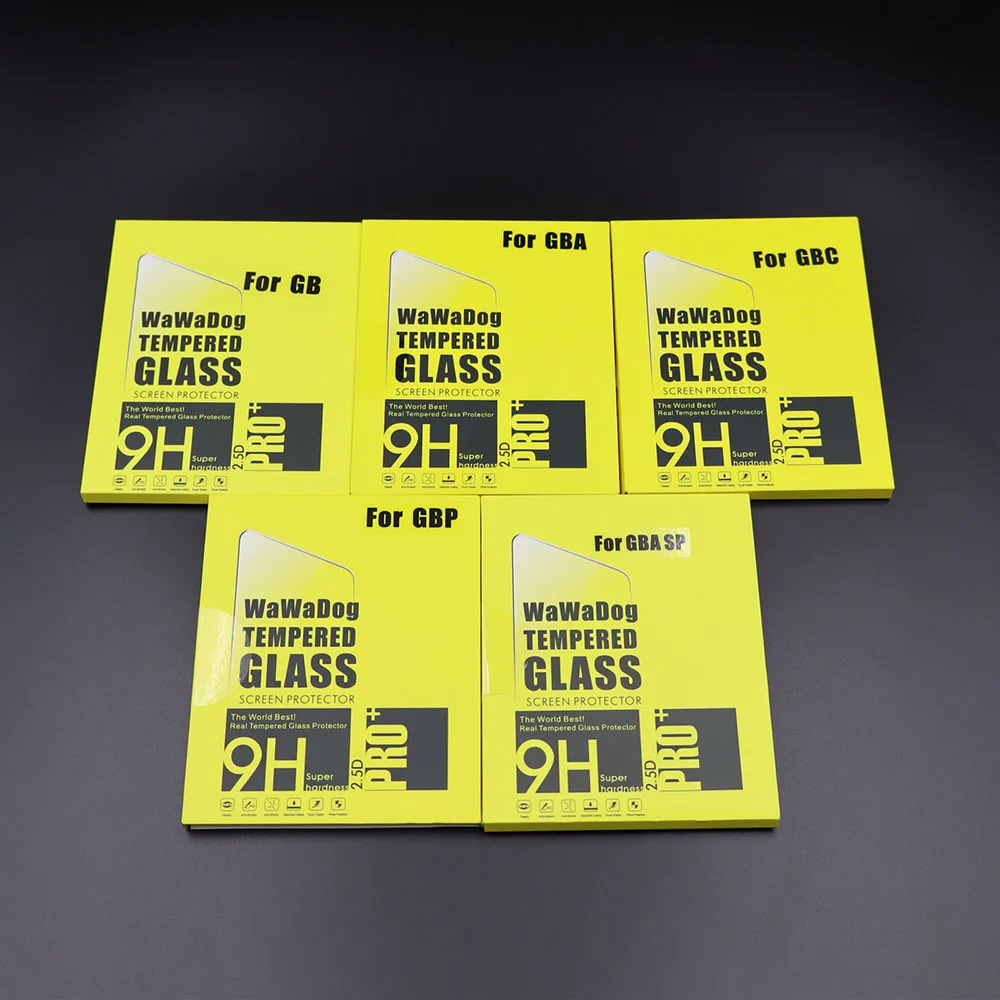 For GB
WaWaDog
TEMPERED
GLASS
SCREEN PROTECTOR
The World Best!
Real Tempered Glass Protector
9H
Super
hardness
2.5D
PRO+
For GBA
WaWaDog
TEMPERED
GLASS
SCREEN PROTECTOR
The World Best!
Real Tempered Glass Protector
9H
Super
hardness
2.5D
PRO+
For GBC
WaWaDog
TEMPERED
GLASS
SCREEN PROTECTOR
The World Best!
Real Tempered Glass Protector
9H
Super
hardness
2.5D
PRO+
For GBP
WaWaDog
TEMPERED
GLASS
SCREEN PROTECTOR
The World Best!
Real Tempered Glass Protector
9H
Super
hardness
2.5D
PRO+
For GBA SP
WaWaDog
TEMPERED
GLASS
SCREEN PROTECTOR
The World Best!
Real Tempered Glass Protector
9H
Super
hardness
2.5D
PRO+